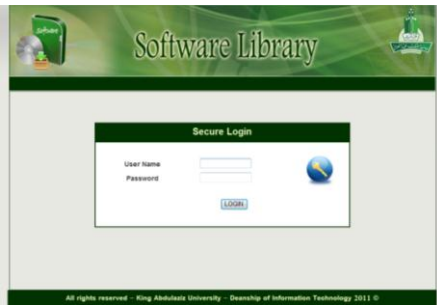 Software Library
Secure Login
User Name
Password
LOGIN
All rights reserved – King Abdulaziz University – Deanship of Information Technology 2011 ©